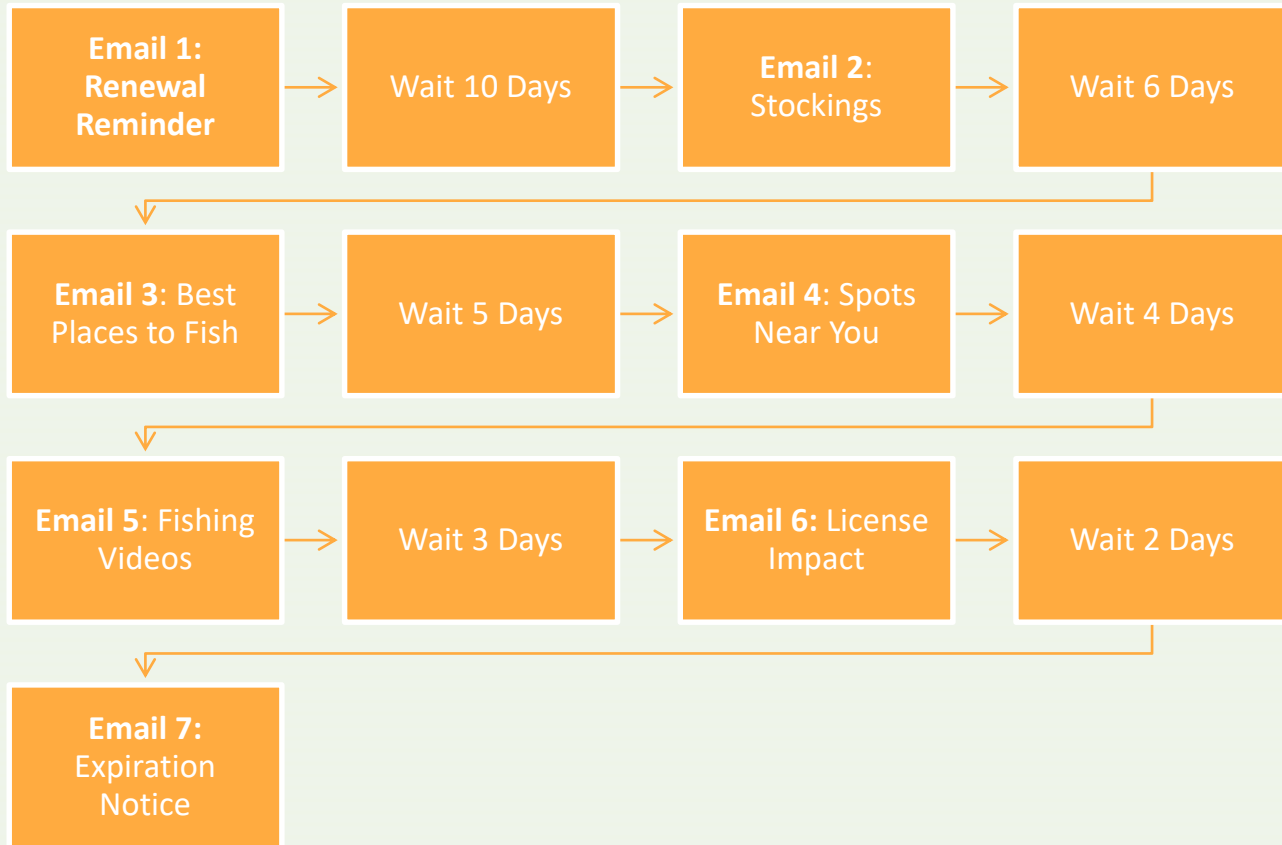 Email 1:
Renewal
Reminder
Wait 10 Days
Email 2:
Stockings
Wait 6 Days
Email 3: Best
Places to Fish
Wait 5 Days
Email 4: Spots
Near You
Wait 4 Days
Email 5: Fishing
Videos
Wait 3 Days
Email 6: License
Impact
Wait 2 Days
Email 7:
Expiration
Notice